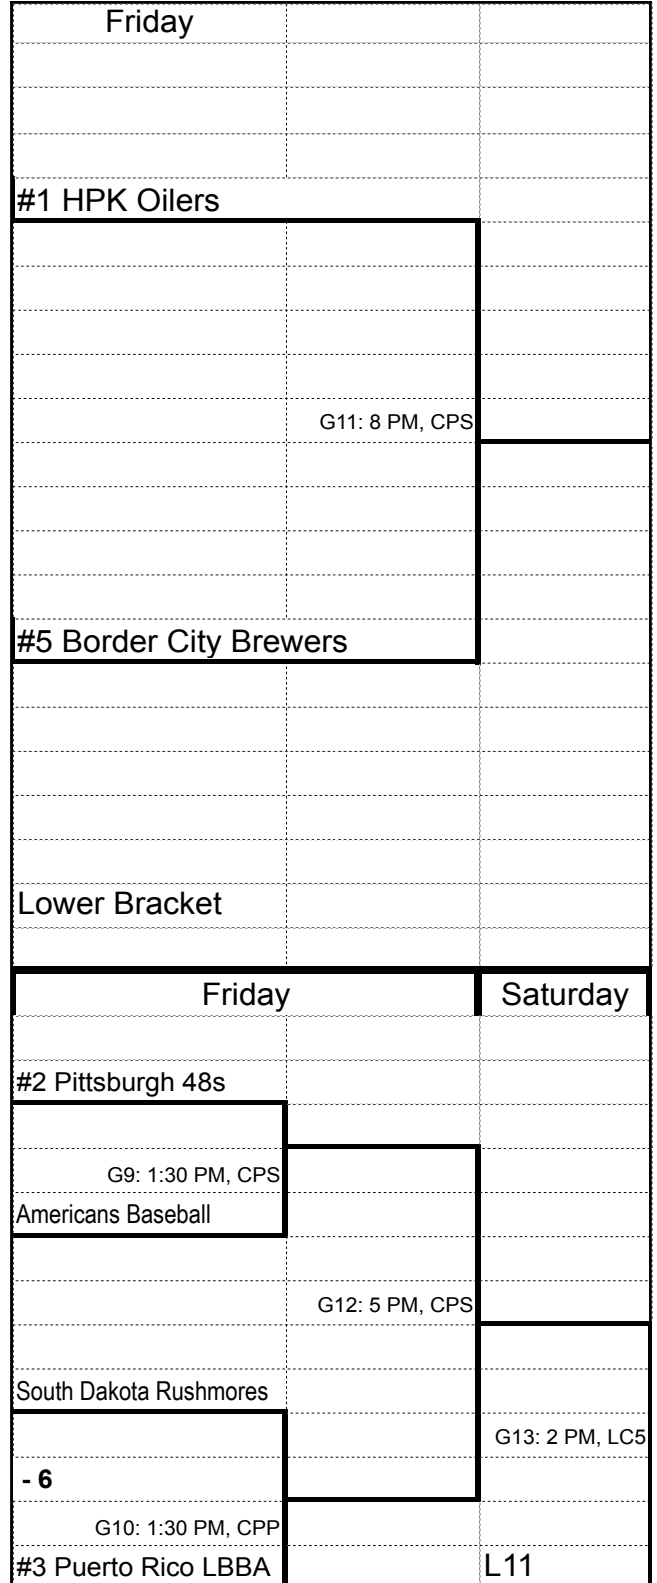 Friday
#1 HPK Oilers
G11: 8 PM, CPS
#5 Border City Brewers
Lower Bracket
Friday Saturday
#2 Pittsburgh 48s
G9: 1:30 PM, CPS
Americans Baseball
G12: 5 PM, CPS
South Dakota Rushmores
G13: 2 PM, LC5
- 6
G10: 1:30 PM, CPP
#3 Puerto Rico LBBA L11